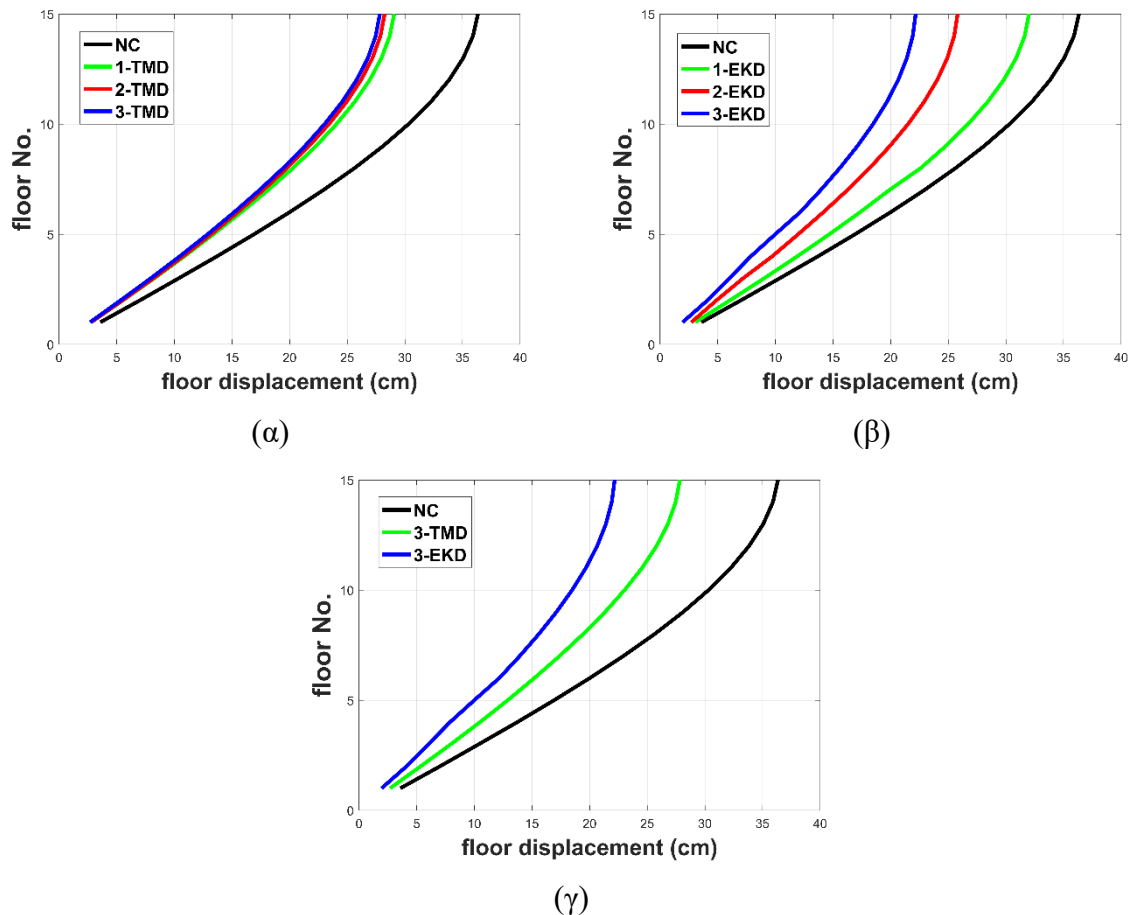 NC
1-TMD
2-TMD
3-TMD
floor No.
15
10
5
0
0 5 10 15 20 25 30 35 40
floor displacement (cm)
(α)
NC
1-EKD
2-EKD
3-EKD
floor No.
15
10
5
0
0 5 10 15 20 25 30 35 40
floor displacement (cm)
(β)
NC
3-TMD
3-EKD
floor No.
15
10
5
0
0 5 10 15 20 25 30 35 40
floor displacement (cm)
(γ)